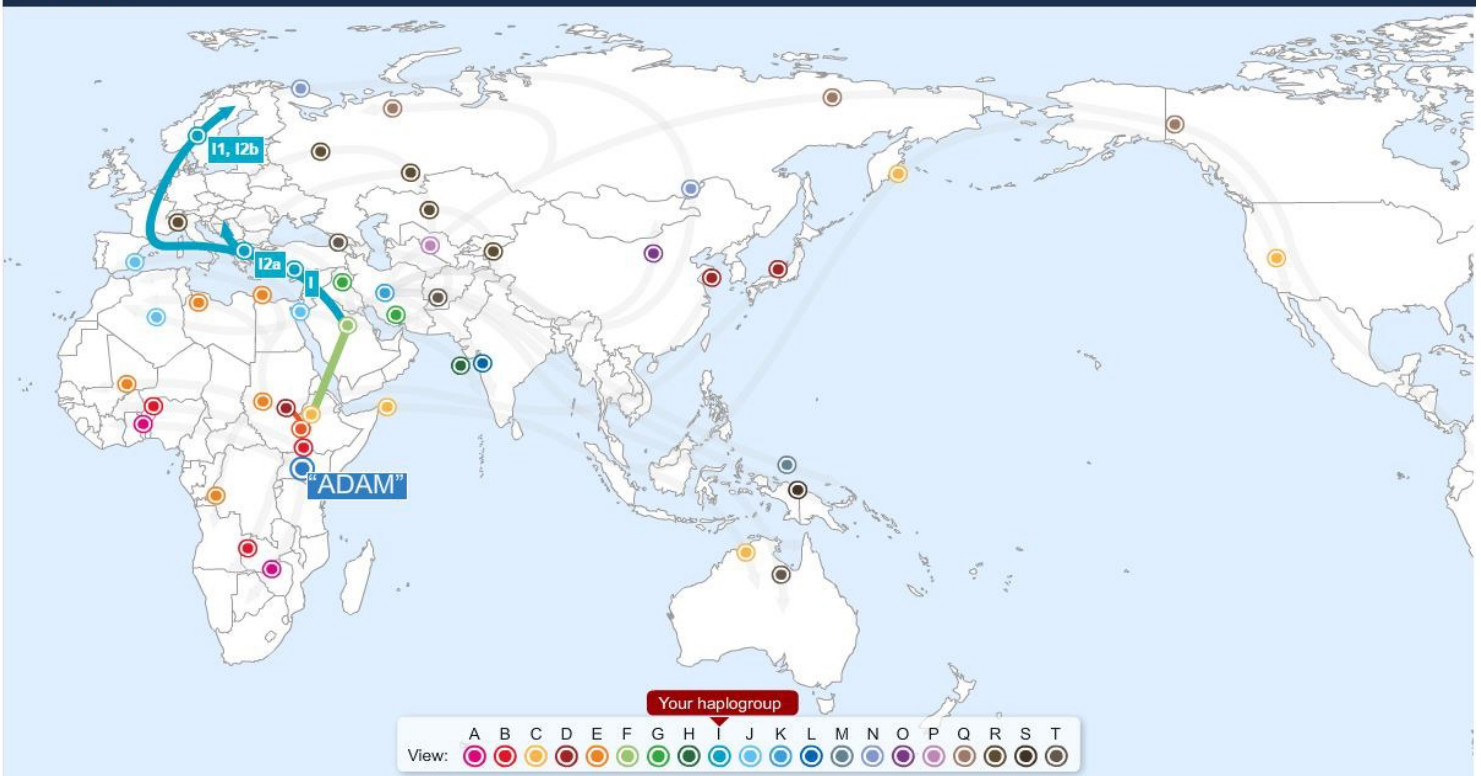 I1, I2b
I2a
I
“ADAM”
Your haplogroup
A B C D E F G H I J K L M N O P Q R S T
View: